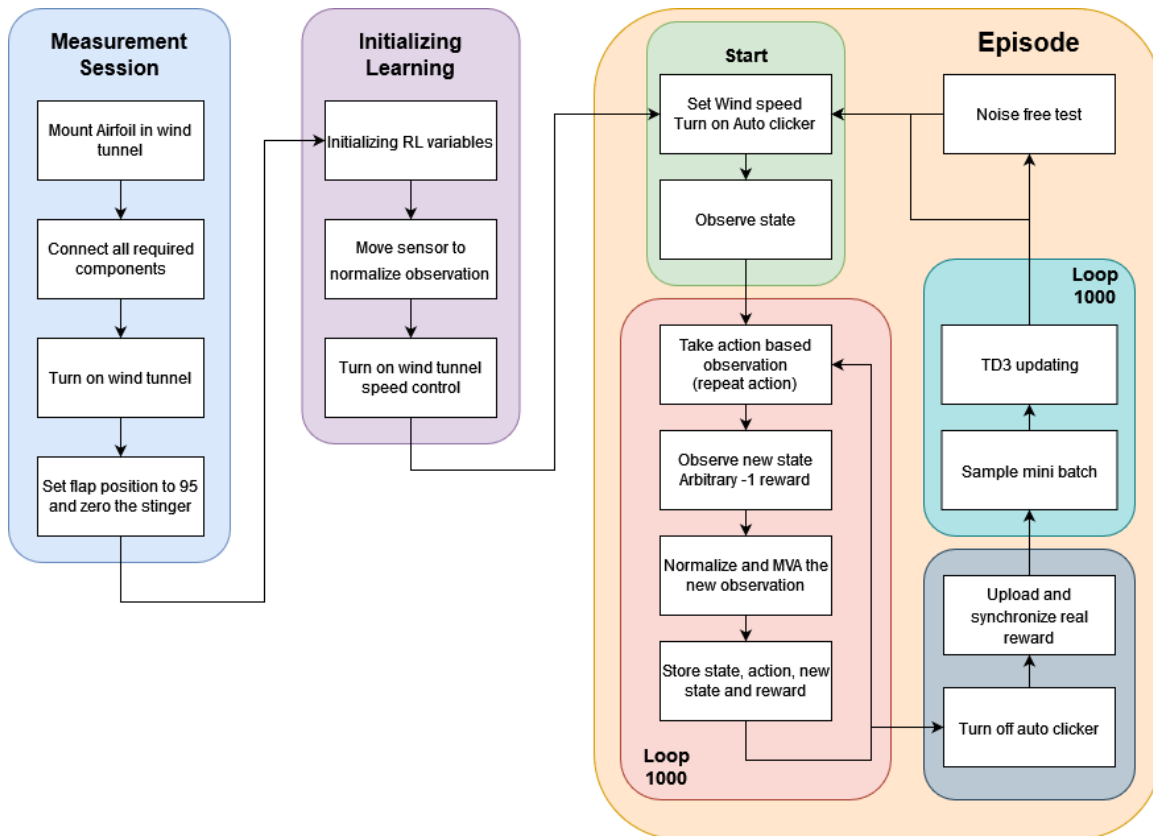 Measurement
Session
Mount Airfoil in wind
tunnel
Connect all required
components
Turn on wind tunnel
Set flap position to 95
and zero the stinger
Initializing
Learning
Initializing RL variables
Move sensor to
normalize observation
Turn on wind tunnel
speed control
Episode
Start
Set Wind speed
Turn on Auto clicker
Observe state
Take action based
observation
(repeat action)
Observe new state
Arbitrary -1 reward
Normalize and MVA the
new observation
Store state, action, new
state and reward
Loop
1000
Turn off auto clicker
Upload and
synchronize real
reward
Loop
1000
Sample mini batch
TD3 updating
Noise free test